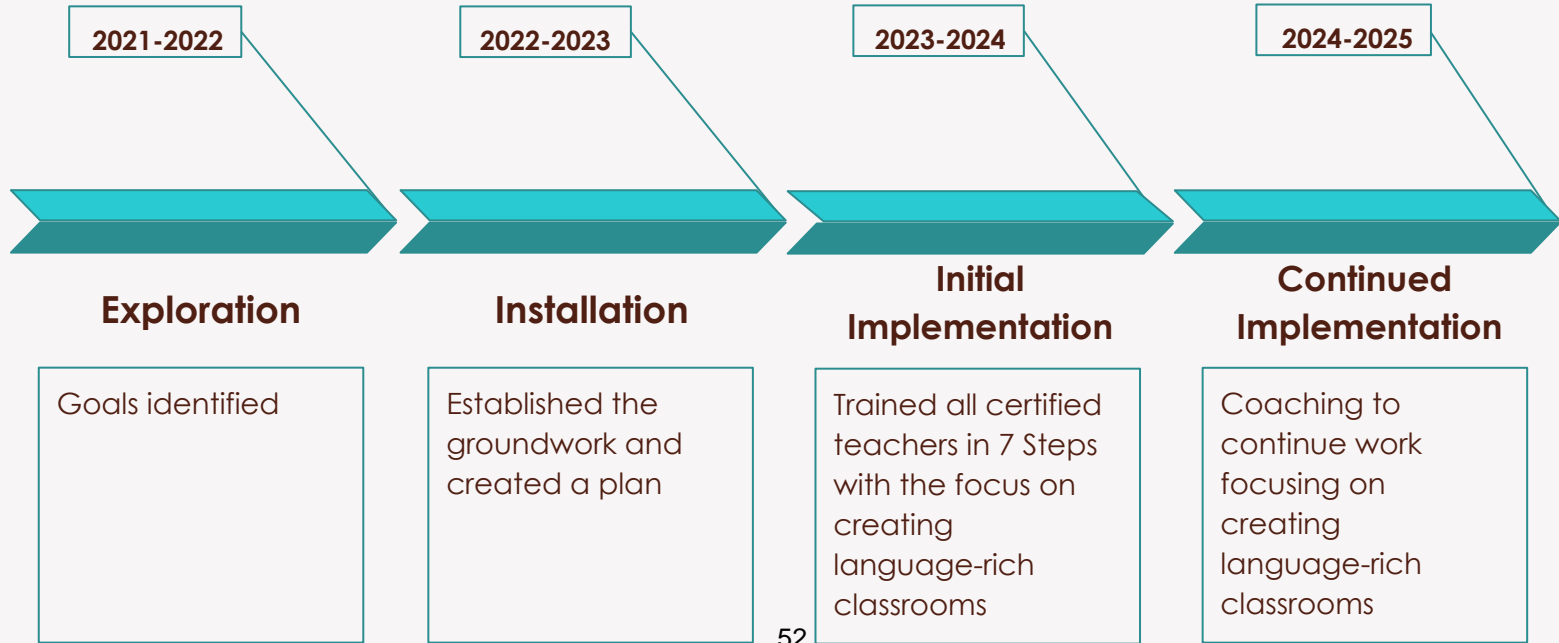 2021-2022
2022-2023
2023-2024
2024-2025
Exploration
Installation
Initial
Implementation
Continued
Implementation
Goals identified
Established the
groundwork and
created a plan
Trained all certified
teachers in 7 Steps
with the focus on
creating
language-rich
classrooms
Coaching to
continue work
focusing on
creating
language-rich
classrooms
52